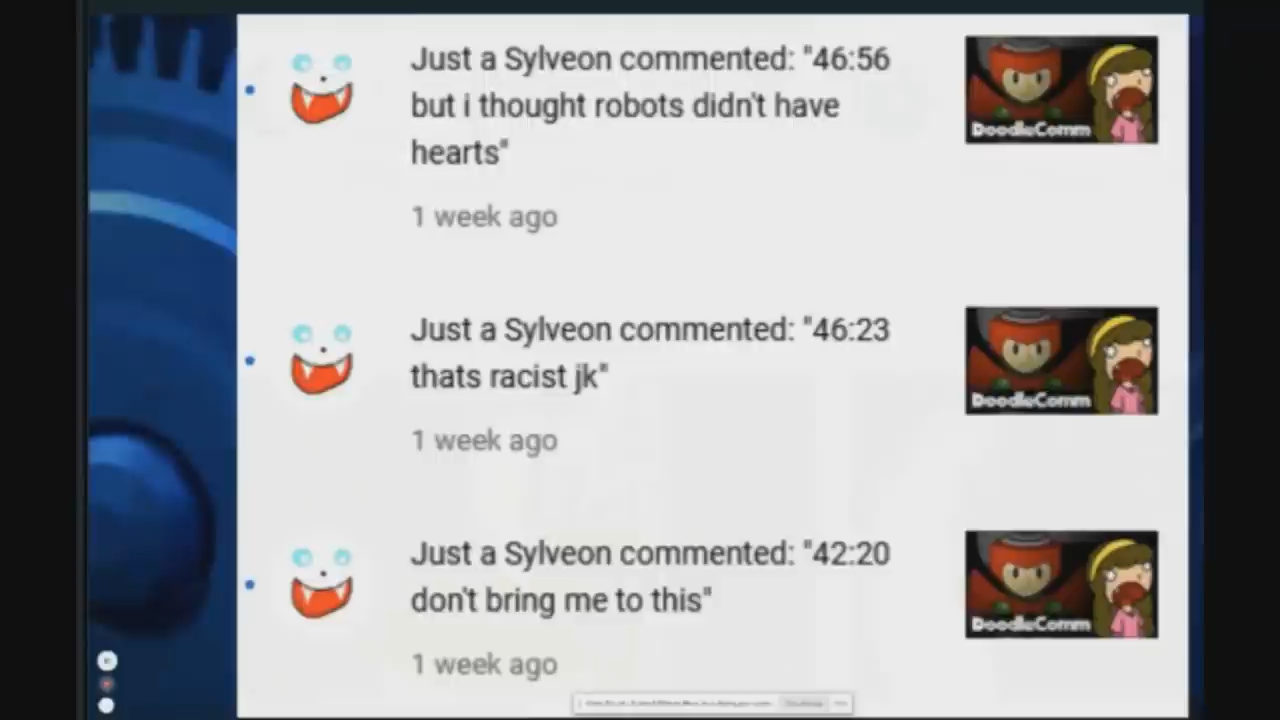 Just a Sylveon commented: "46:56
but i thought robots didn't have
hearts"
1 week ago
DoodleComm
Just a Sylveon commented: "46:23
thats racist jk"
1 week ago
DoodleComm
Just a Sylveon commented: "42:20
don't bring me to this"
1 week ago
DoodleComm